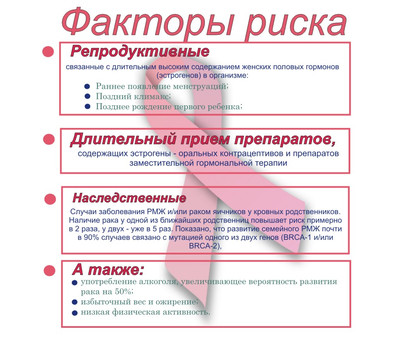 Факторы риска
Репродуктивные
связанные с длительным высоким содержанием женских половых гормонов
(эстрогенов) в организме:
Раннее появление менструаций;
Поздний климакс;
Позднее рождение первого ребенка;
Длительный прием препаратов,
содержащих эстрогены - оральных контрацептивов и препаратов
заместительной гормональной терапии
Наследственные
Случаи заболевания РМЖ и/или раком яичников у кровных родственников.
Наличие рака у одной из ближайших родственниц повышает риск примерно
в 2 раза, у двух - уже в 5 раз. Показано, что развитие семейного РМЖ почти
в 90% случаев связано с мутацией одного из двух генов (BRCA-1 и/или
BRCA-2),
А также:
употребление алкоголя, увеличивающее вероятность развития
рака на 50%;
избыточный вес и ожирение;
низкая физическая активность.